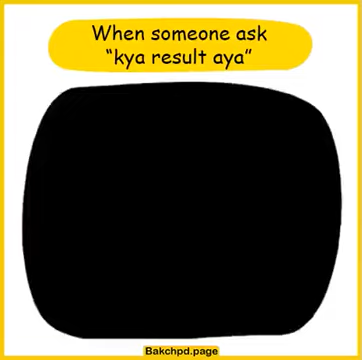 When someone ask
“kya result aya”
Bakchpd.page